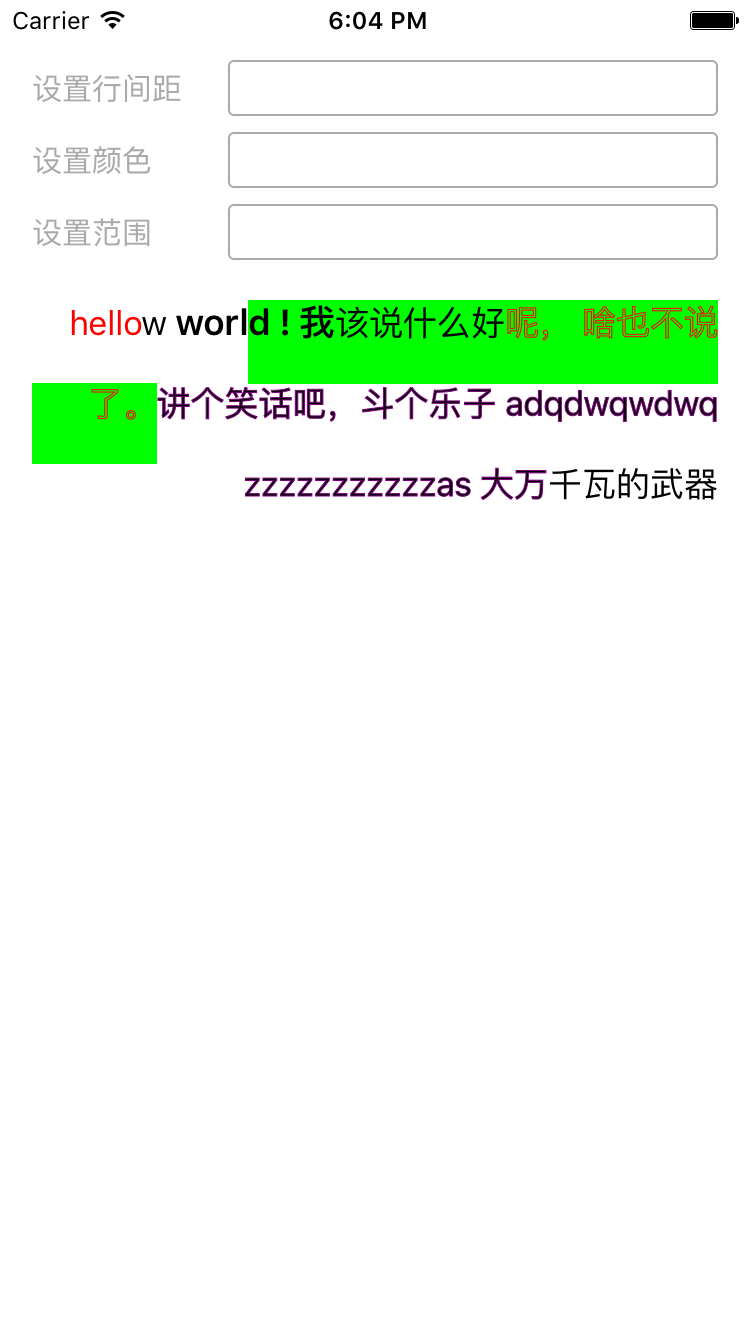 Carrier 6:04 PM
设置行间距
设置颜色
设置范围
hellow world ! 我该说什么好呢， 啥也不说
了。讲个笑话吧，斗个乐子 adqdwqwdwq
zzzzzzzzzzzas 大万千瓦的武器